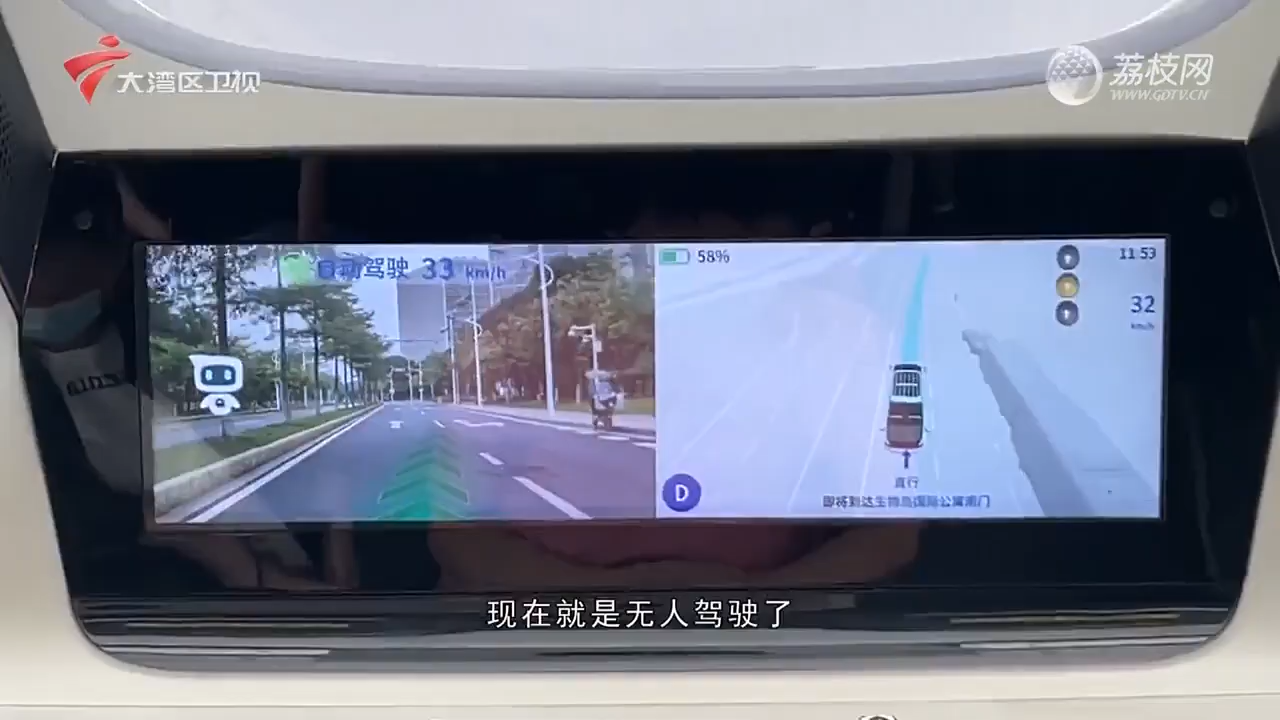 大湾区卫视
荔枝网
WWW.GDTV.CN
自动驾驶 33 km/h
58%
11:53
32
km/h
D
直行
即将到达生物岛国际公寓南门
现在就是无人驾驶了